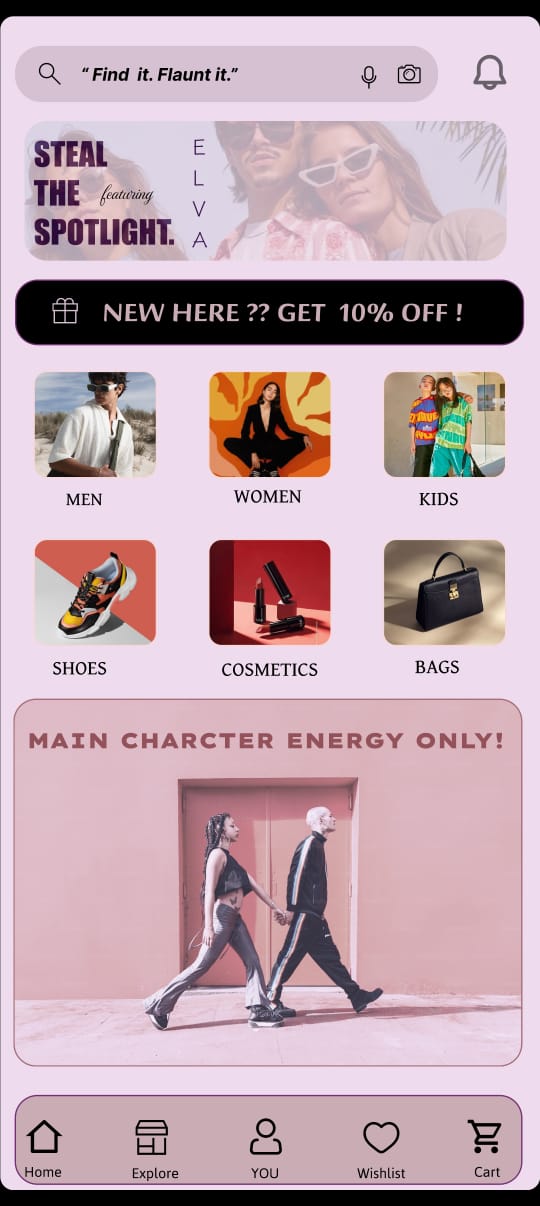 “ Find it. Flaunt it.”
STEAL
THE featuring
SPOTLIGHT.
E
L
V
A
NEW HERE ?? GET 10% OFF !
MEN
WOMEN
KIDS
SHOES
COSMETICS
BAGS
MAIN CHARCTER ENERGY ONLY!
Home
Explore
YOU
Wishlist
Cart